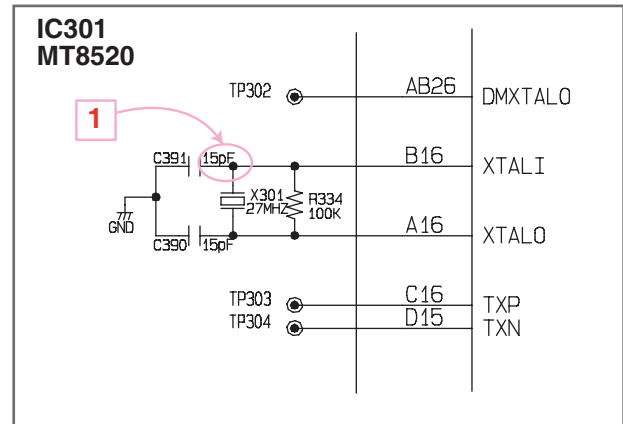 IC301
MT8520
TP302
AB26
DMXTALO
1
C391
15pF
B16
XTALI
X301
27MHZ
R334
100K
GND
C390
15pF
A16
XTALO
TP303
C16
TXP
TP304
D15
TXN